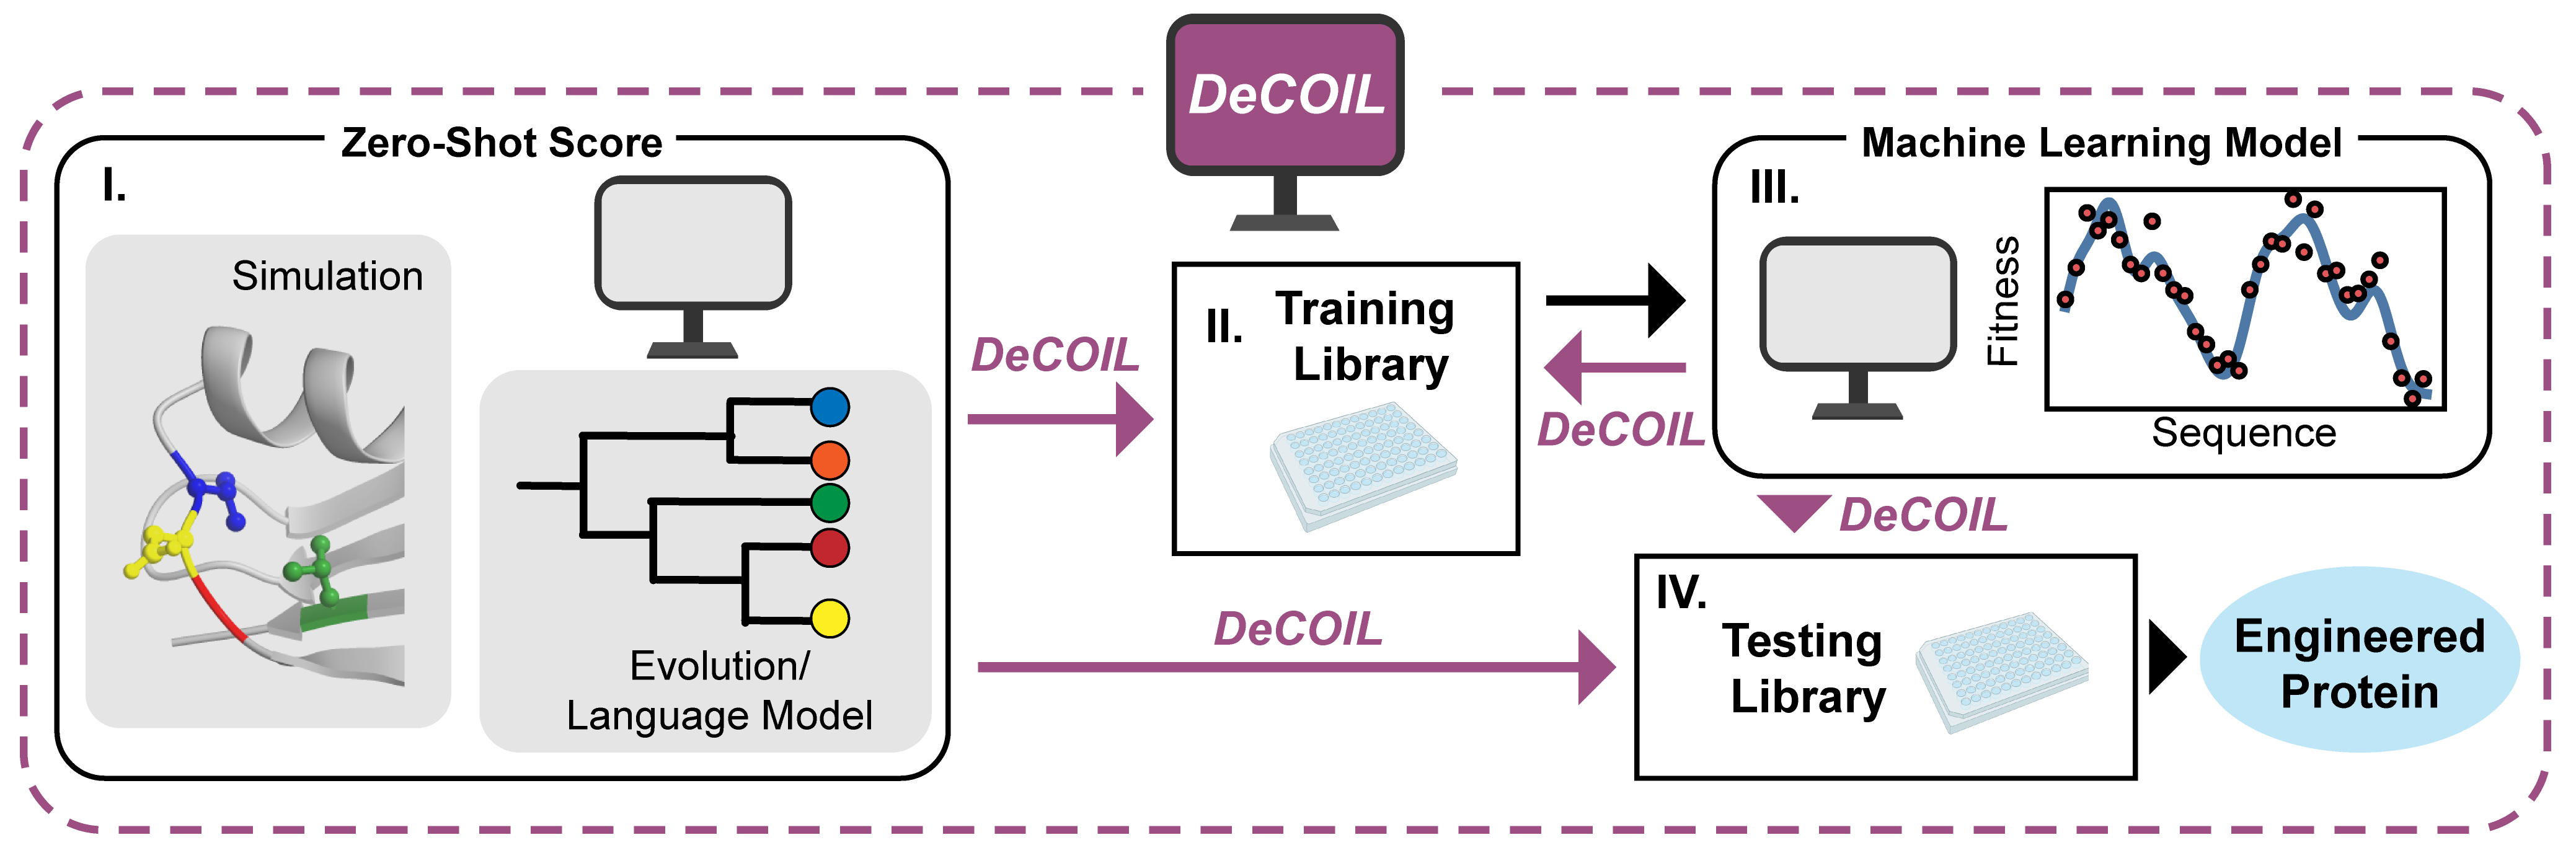 DeCOIL
Zero-Shot Score
I.
Simulation
Evolution/
Language Model
DeCOIL
II.
Training
Library
DeCOIL
Machine Learning Model
III.
Fitness
Sequence
DeCOIL
DeCOIL
IV.
Testing
Library
Engineered
Protein